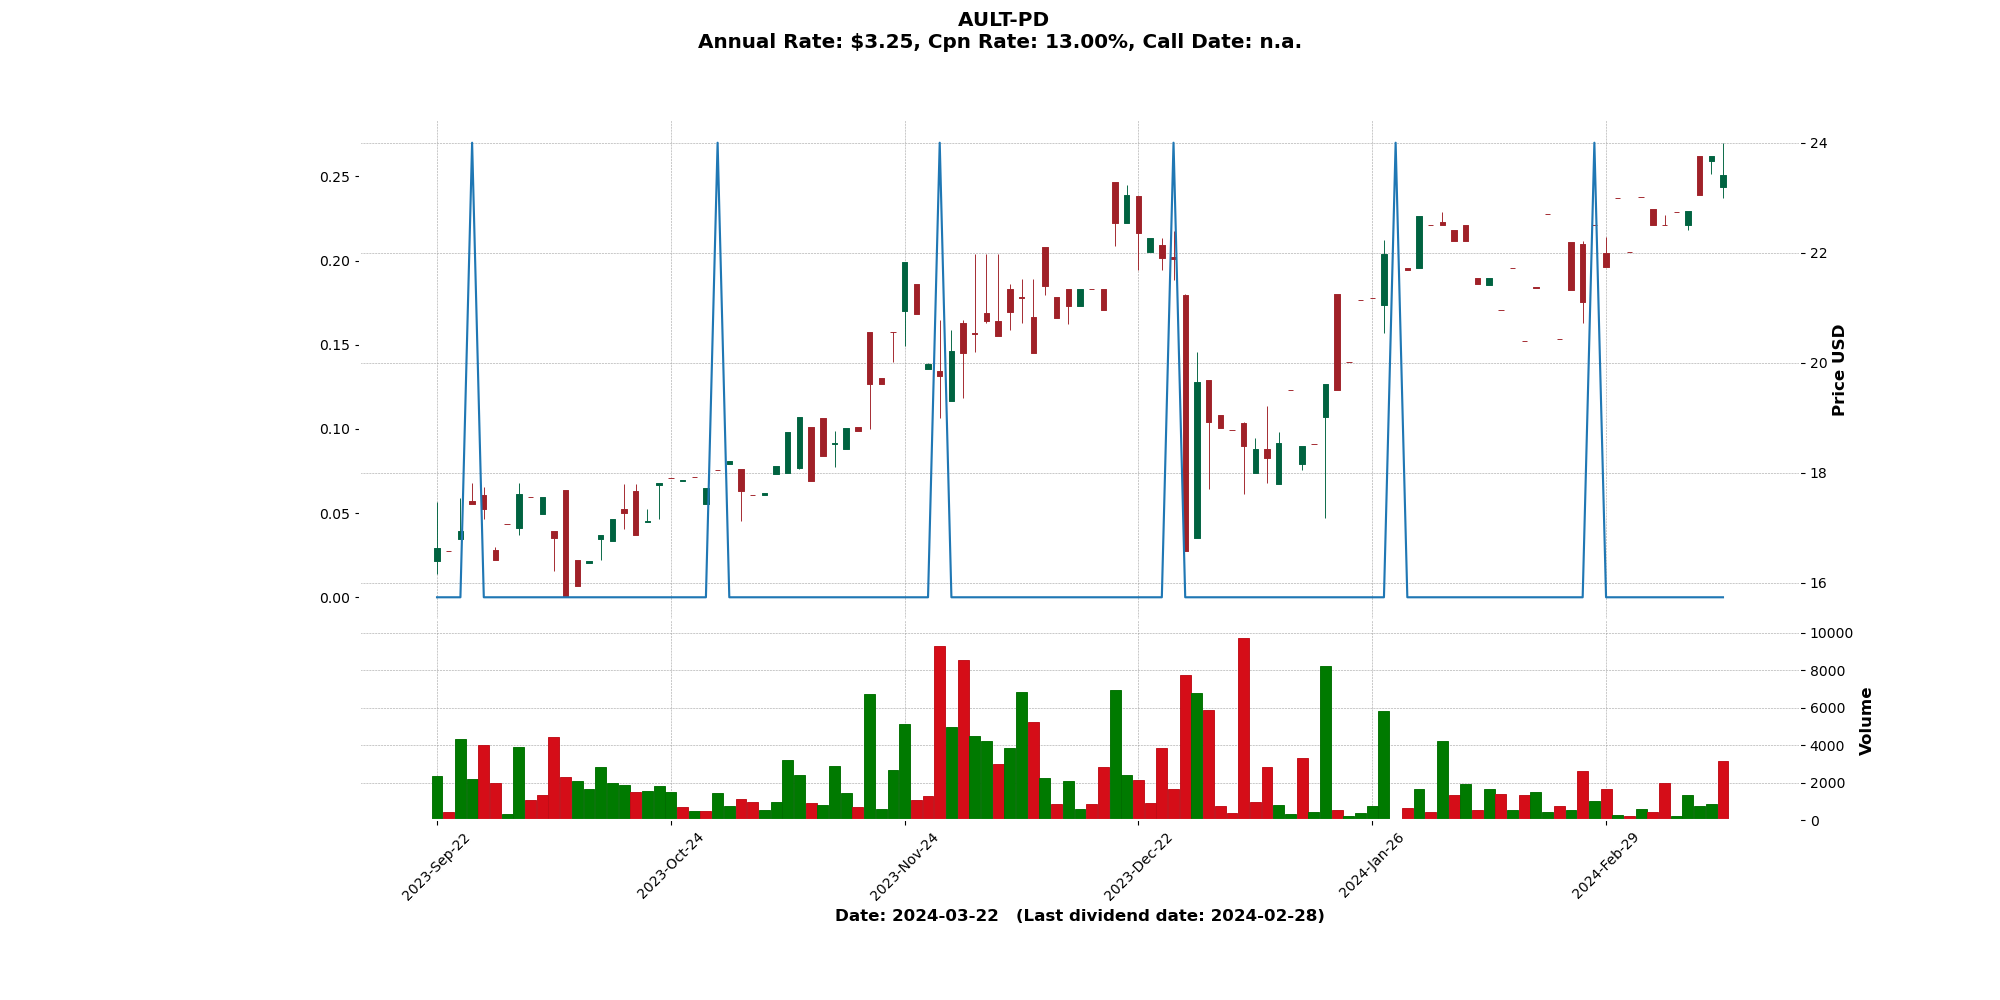 AULT-PD
Annual Rate: $3.25, Cpn Rate: 13.00%, Call Date: n.a.
0.25
0.20
0.15
0.10
0.05
0.00
24
22
20
18
16
Price USD
10000
8000
6000
4000
2000
0
Volume
2023-Sep-22
2023-Oct-24
2023-Nov-24
2023-Dec-22
2024-Jan-26
2024-Feb-29
Date: 2024-03-22 (Last dividend date: 2024-02-28)